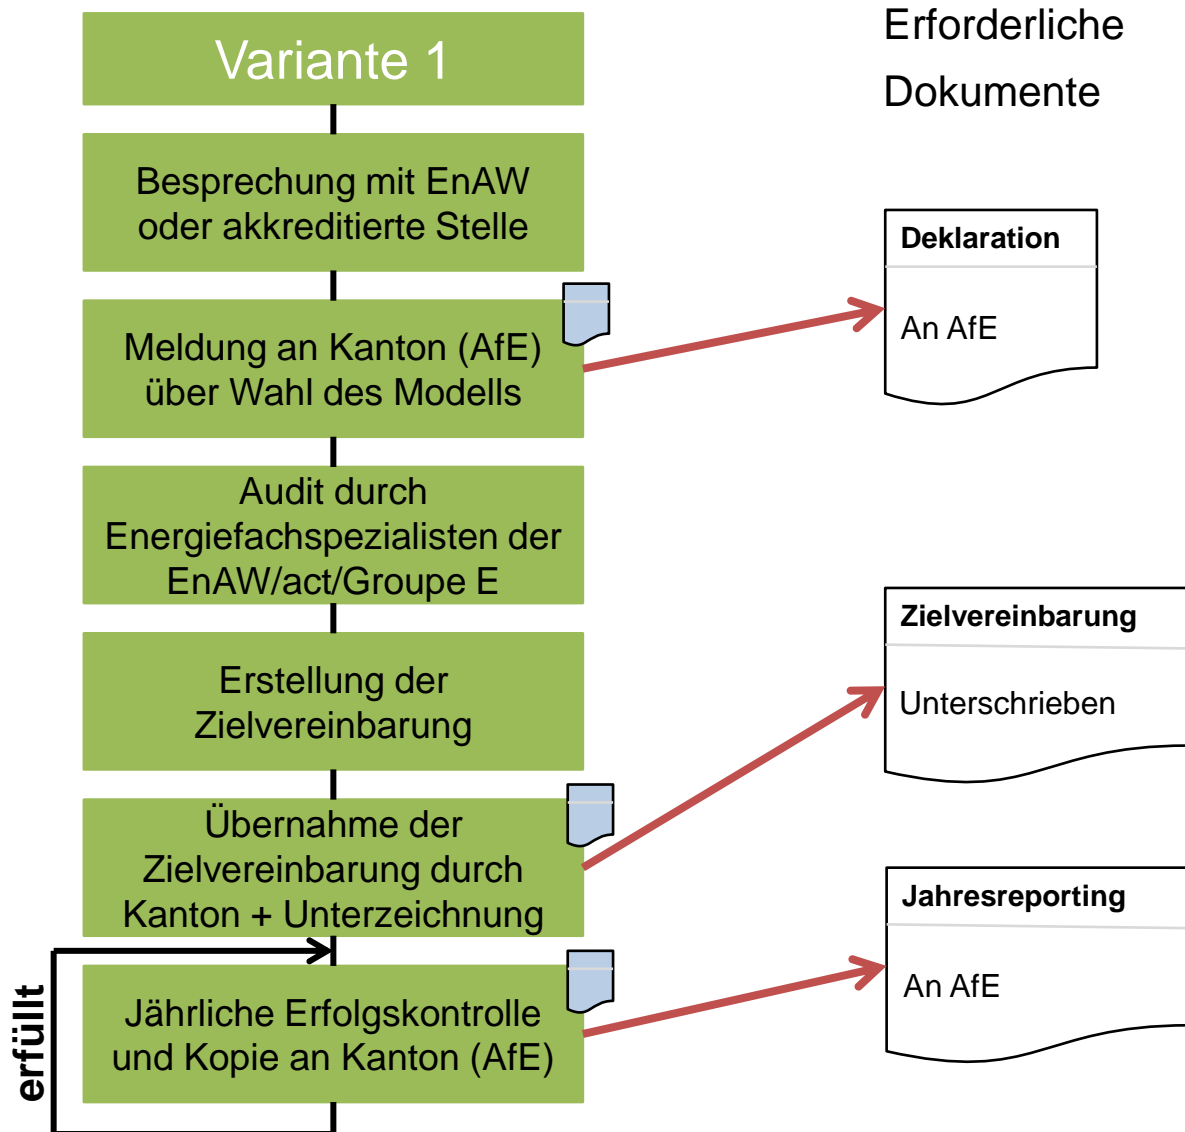 Variante 1
Erforderliche
Dokumente
Besprechung mit EnAW
oder akkreditierte Stelle
Meldung an Kanton (AfE)
über Wahl des Modells
Deklaration
An AfE
Audit durch
Energiefachspezialisten der
EnAW/act/Groupe E
Erstellung der
Zielvereinbarung
Zielvereinbarung
Unterschrieben
Übernahme der
Zielvereinbarung durch
Kanton + Unterzeichnung
Jährliche Erfolgskontrolle
und Kopie an Kanton (AfE)
Jahresreporting
An AfE
erfüllt